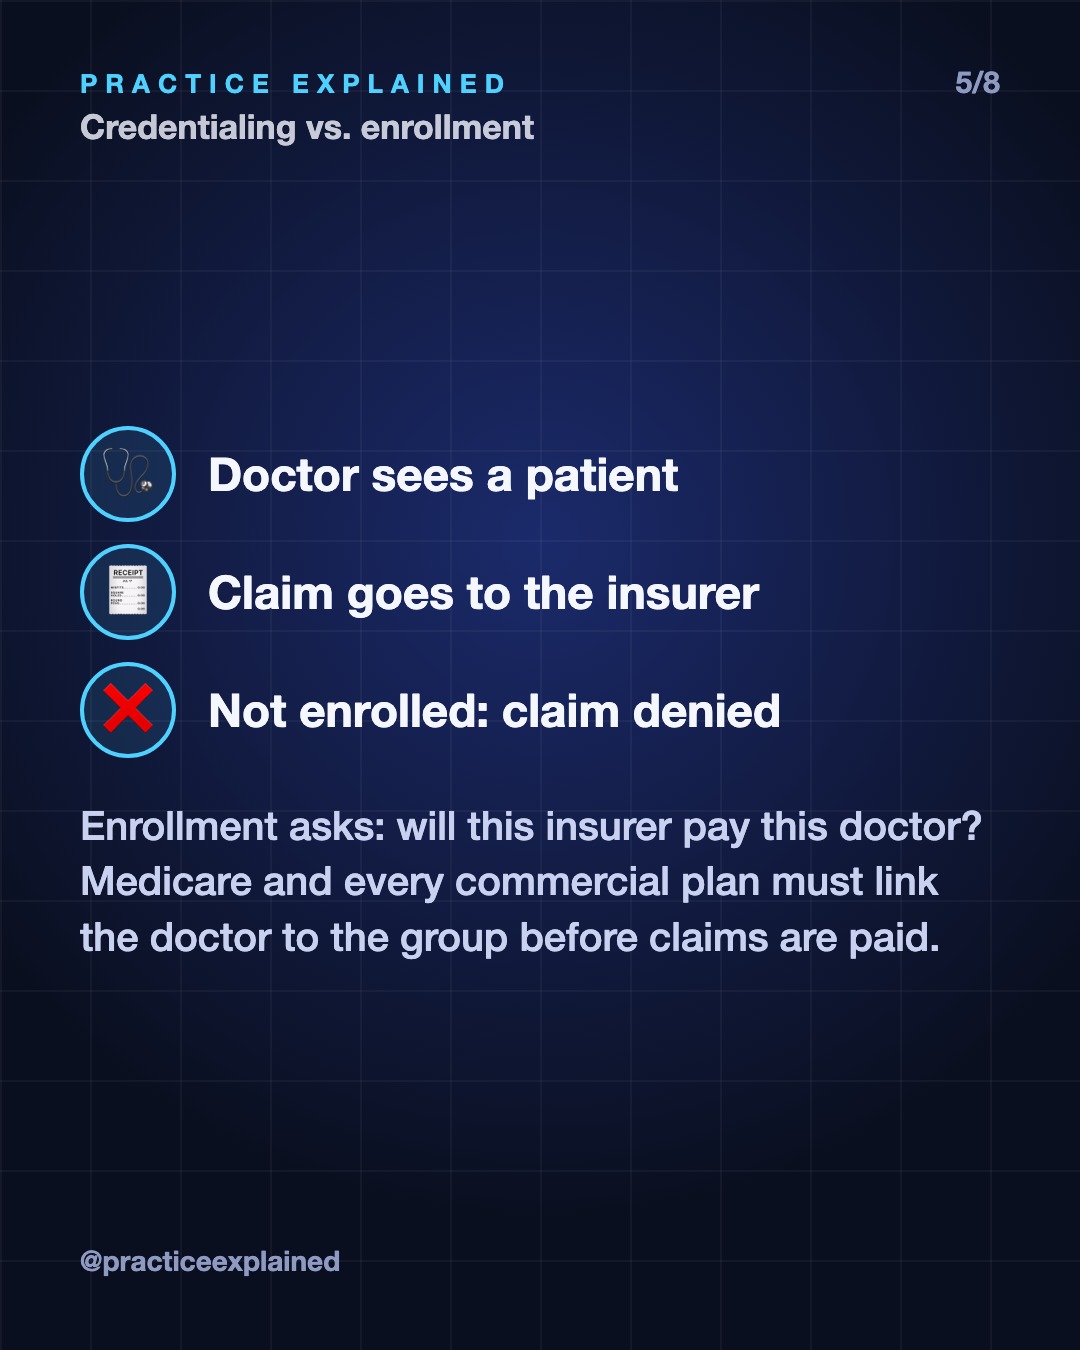 PRACTICE EXPLAINED
5/8
Credentialing vs. enrollment
Doctor sees a patient
RECEIPT
Claim goes to the insurer
Not enrolled: claim denied
Enrollment asks: will this insurer pay this doctor?
Medicare and every commercial plan must link
the doctor to the group before claims are paid.
@practiceexplained